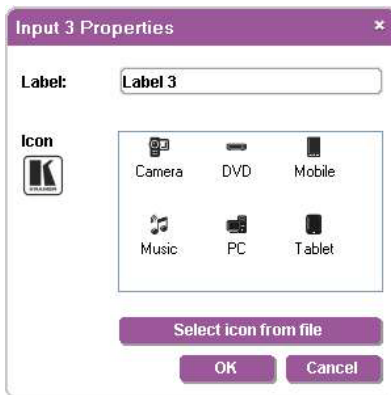 Input 3 Properties ×
Label: Label 3
Icon
KRAMER
Camera DVD Mobile
Music PC Tablet
Select icon from file
OK Cancel